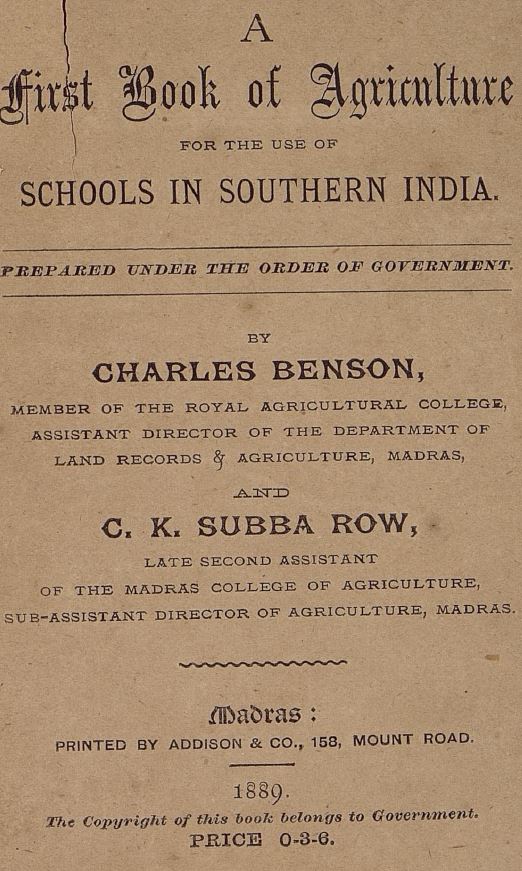 A
First Book of Agriculture
FOR THE USE OF
SCHOOLS IN SOUTHERN INDIA.
PREPARED UNDER THE ORDER OF GOVERNMENT.
BY
CHARLES BENSON,
MEMBER OF THE ROYAL AGRICULTURAL COLLEGE,
ASSISTANT DIRECTOR OF THE DEPARTMENT OF
LAND RECORDS & AGRICULTURE, MADRAS,
AND
C. K. SUBBA ROW,
LATE SECOND ASSISTANT
OF THE MADRAS COLLEGE OF AGRICULTURE,
SUB-ASSISTANT DIRECTOR OF AGRICULTURE, MADRAS.
Madras:
PRINTED BY ADDISON & CO., 158, MOUNT ROAD.
1889.
The Copyright of this book belongs to Government.
PRICE 0-3-6.